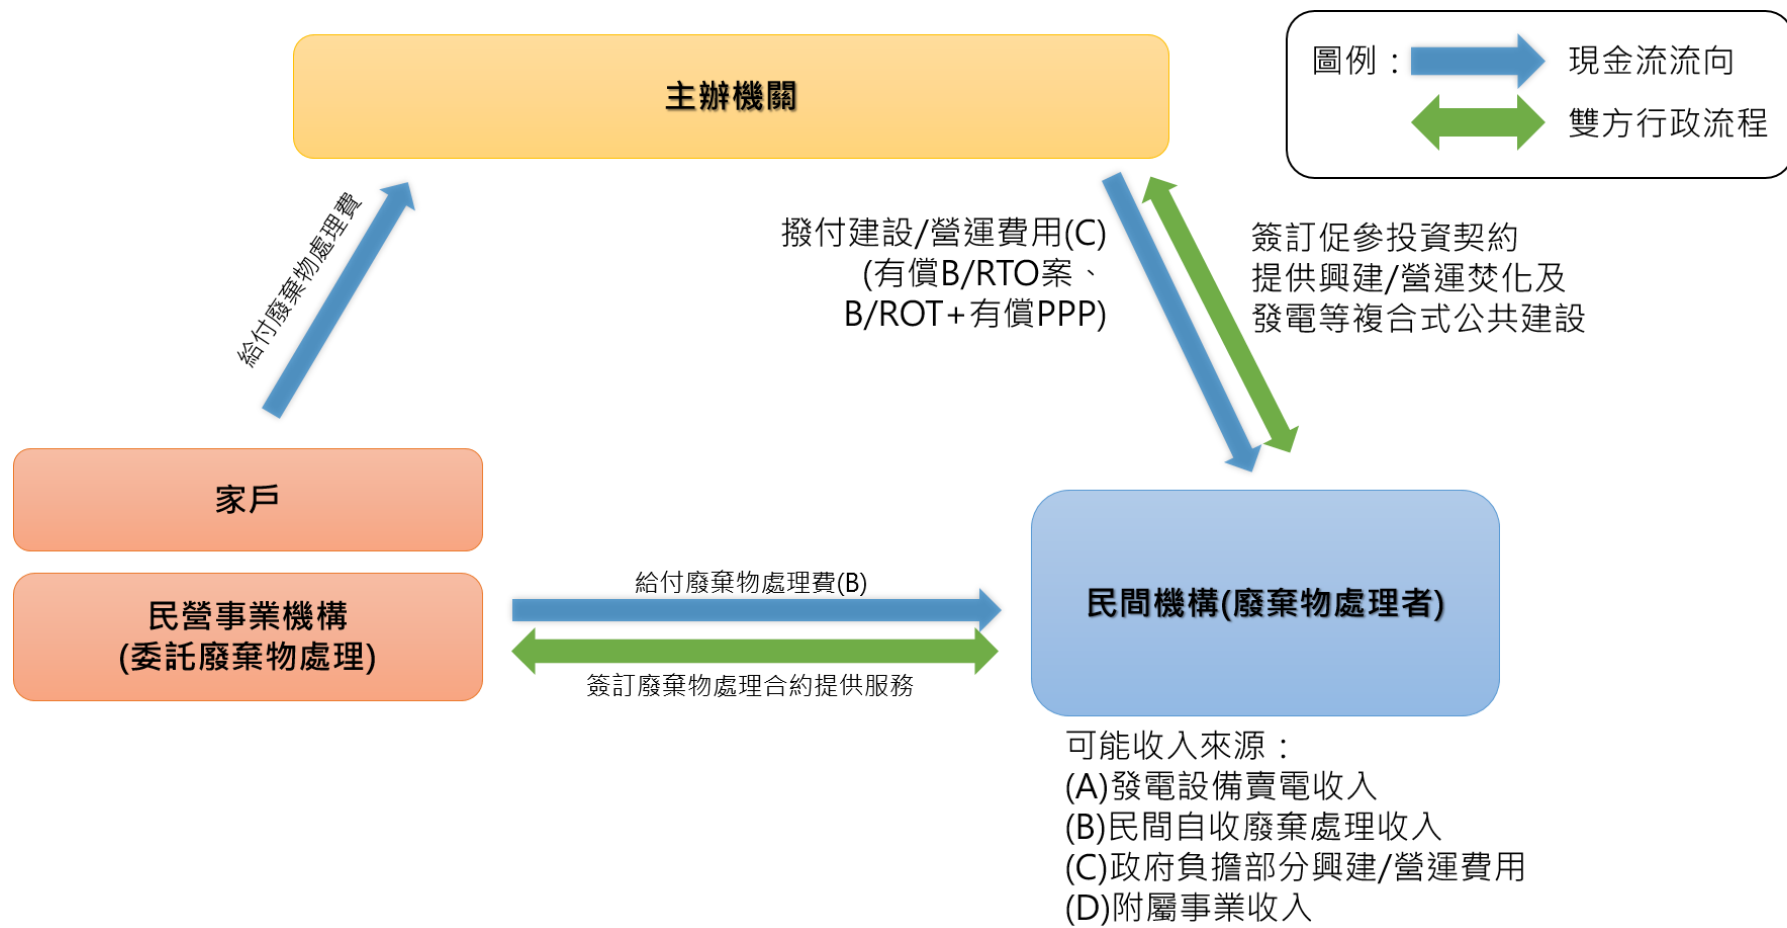 圖例：
現金流流向
雙方行政流程
主辦機關
給付廢棄物處理費
撥付建設/營運費用(C)
(有償B/RTO案、
B/ROT+有償PPP)
簽訂促參投資契約
提供興建/營運焚化及
發電等複合式公共建設
家戶
民營事業機構
(委託廢棄物處理)
給付廢棄物處理費(B)
簽訂廢棄物處理合約提供服務
民間機構(廢棄物處理者)
可能收入來源：
(A)發電設備賣電收入
(B)民間自收廢棄處理收入
(C)政府負擔部分興建/營運費用
(D)附屬事業收入